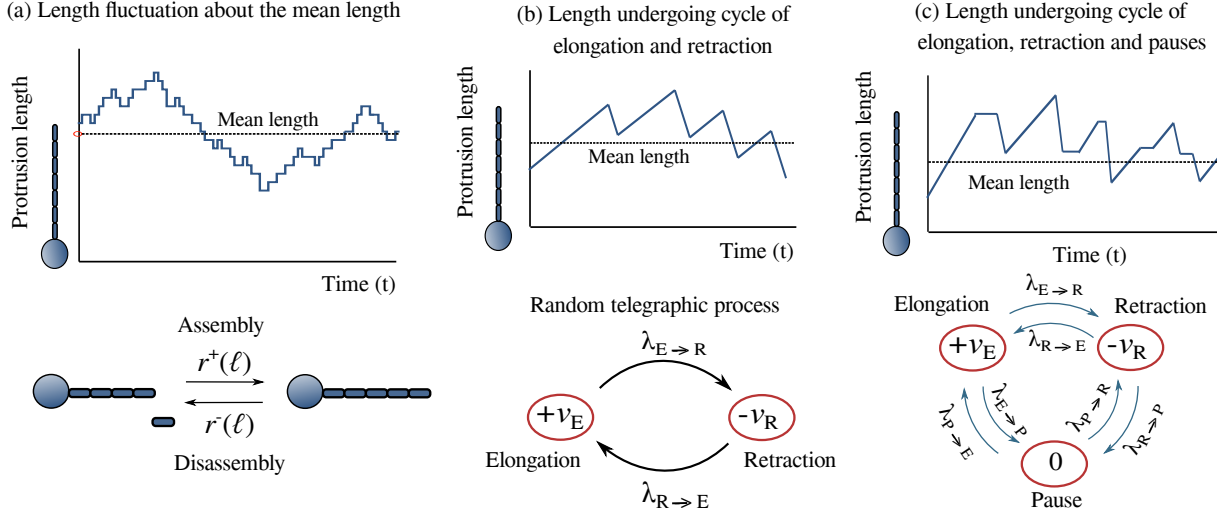 (a) Length fluctuation about the mean length
Protrusion length
Mean length
Time (t)
Assembly
r⁺(ℓ)
r⁻(ℓ)
Disassembly
(b) Length undergoing cycle of
elongation and retraction
Protrusion length
Mean length
Time (t)
Random telegraphic process
λE→R
+vE
-vR
Elongation
Retraction
λR→E
(c) Length undergoing cycle of
elongation, retraction and pauses
Protrusion length
Mean length
Time (t)
Elongation
λE→R
Retraction
+vE
λR→E
-vR
λP→E
λE→P
λP→R
λR→P
0
Pause